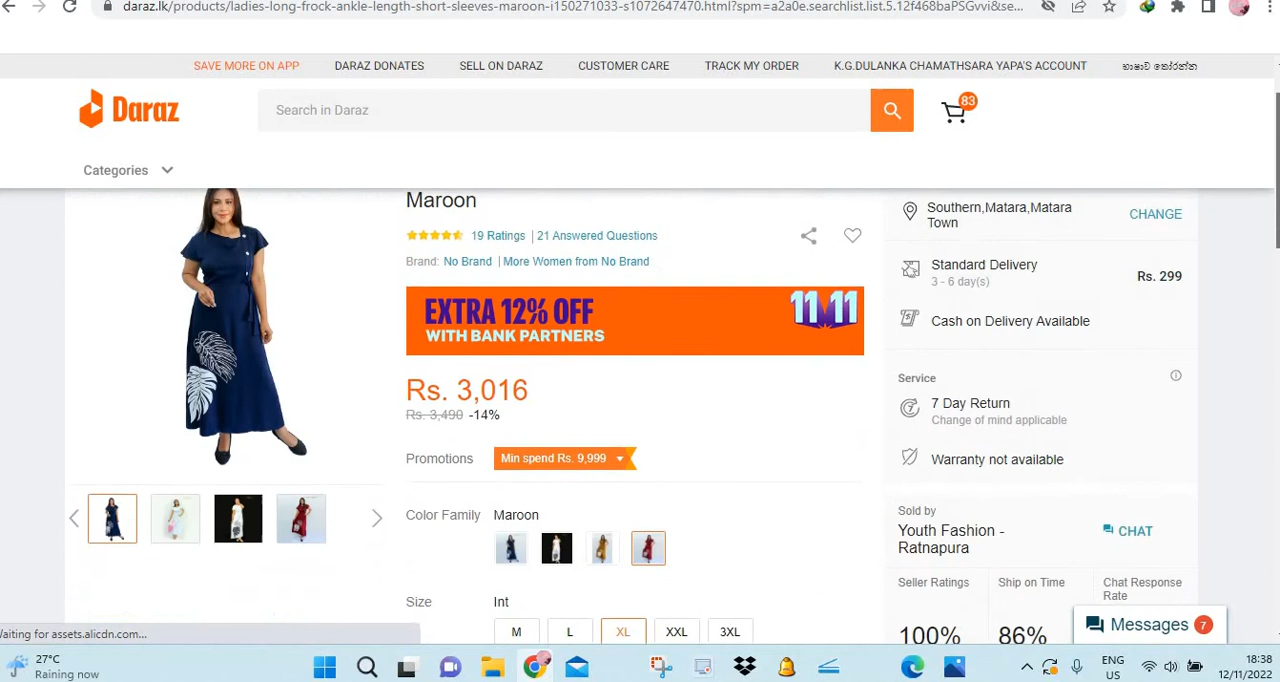 daraz.lk/products/ladies-long-frock-ankle-length-short-sleeves-maroon-i150271033-s1072647470.html?spm=a2a0e.searchlist.list.5.12f468baPSGvvi&se...
SAVE MORE ON APP DARAZ DONATES SELL ON DARAZ CUSTOMER CARE TRACK MY ORDER K.G.DULANKA CHAMATHSARA YAPA'S ACCOUNT භාෂාව තෝරන්න
Daraz Search in Daraz 83
Categories
Maroon
19 Ratings | 21 Answered Questions
Brand: No Brand | More Women from No Brand
EXTRA 12% OFF
WITH BANK PARTNERS
11 11
Rs. 3,016
Rs. 3,490 -14%
Promotions Min spend Rs. 9,999
Color Family Maroon
Size Int
M L XL XXL 3XL
Southern,Matara,Matara
Town
CHANGE
Standard Delivery
3 - 6 day(s)
Rs. 299
Cash on Delivery Available
Service
7 Day Return
Change of mind applicable
Warranty not available
Sold by
Youth Fashion -
Ratnapura
CHAT
Seller Ratings Ship on Time Chat Response
Rate
100% 86%
Messages 7
Waiting for assets.alicdn.com...
27°C
Raining now
ENG
US
18:38
12/11/2022